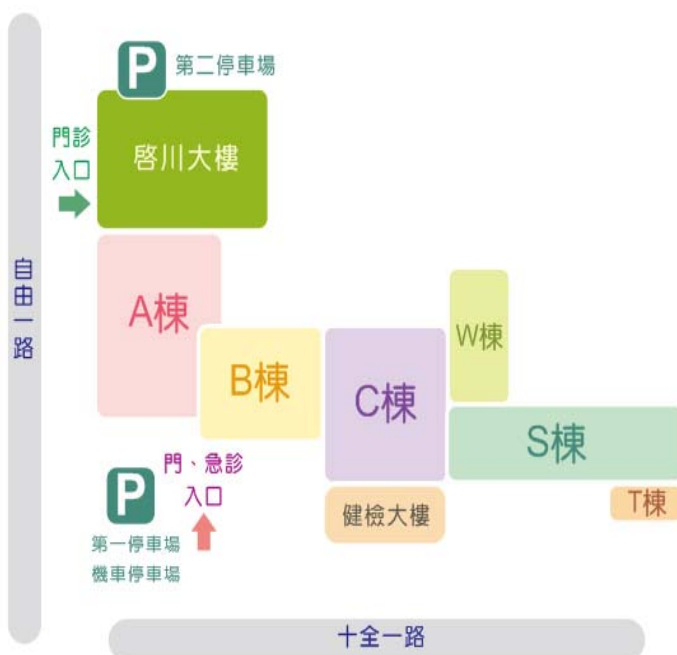 P
第二停車場
門診
入口
啓川大樓
自由一路
A棟
W棟
B棟
C棟
S棟
門、急診
入口
P
第一停車場
機車停車場
健檢大樓
T棟
十全一路